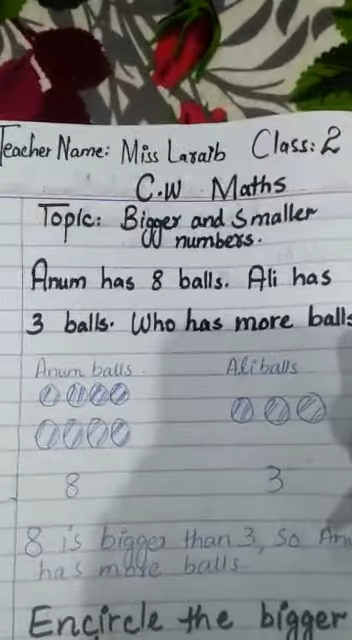 Teacher Name: Miss Laraib Class: 2
C.W Maths
Topic: Bigger and Smaller
numbers.
Anum has 8 balls. Ali has
3 balls. Who has more balls
Anum balls. Ali balls
8 3
8 is bigger than 3, So
has more balls
Encircle the bigger